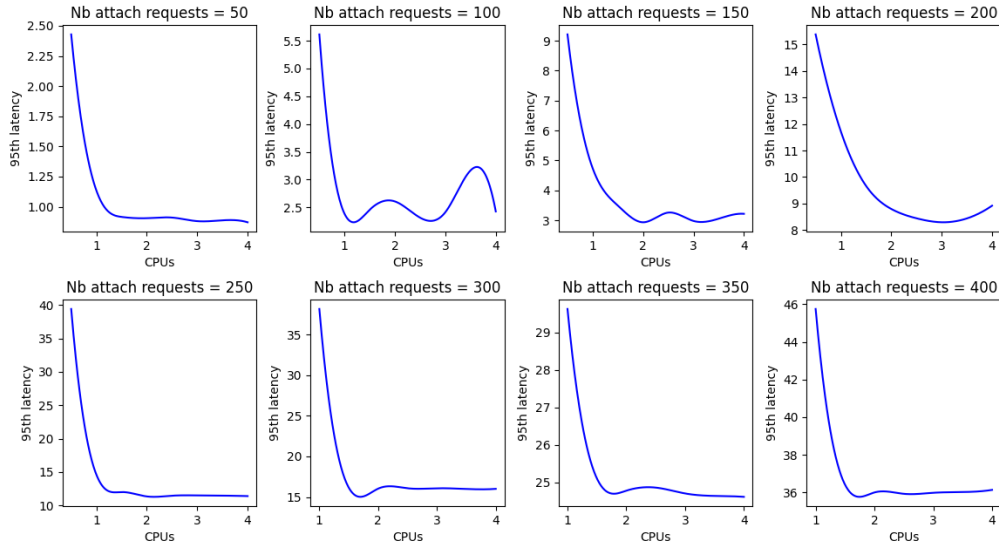 Nb attach requests = 50
95th latency
2.50
2.25
2.00
1.75
1.50
1.25
1.00
1 2 3 4
CPUs
Nb attach requests = 100
95th latency
5.5
5.0
4.5
4.0
3.5
3.0
2.5
1 2 3 4
CPUs
Nb attach requests = 150
95th latency
9
8
7
6
5
4
3
1 2 3 4
CPUs
Nb attach requests = 200
95th latency
15
14
13
12
11
10
9
8
1 2 3 4
CPUs
Nb attach requests = 250
95th latency
40
35
30
25
20
15
10
1 2 3 4
CPUs
Nb attach requests = 300
95th latency
35
30
25
20
15
1 2 3 4
CPUs
Nb attach requests = 350
95th latency
29
28
27
26
25
1 2 3 4
CPUs
Nb attach requests = 400
95th latency
46
44
42
40
38
36
1 2 3 4
CPUs